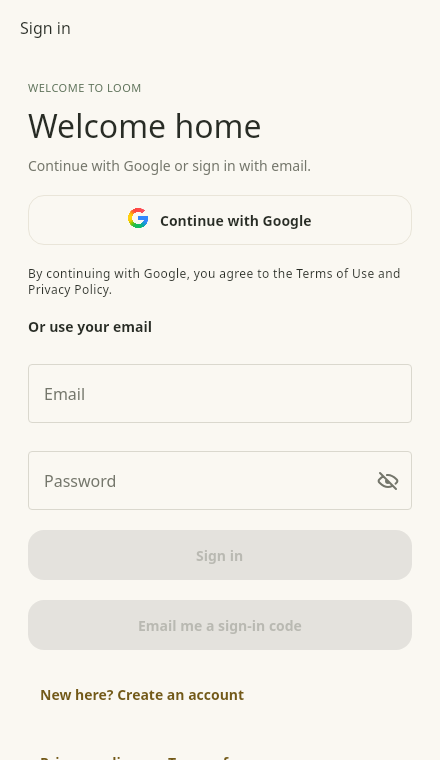 Sign in
WELCOME TO LOOM
Welcome home
Continue with Google or sign in with email.
Continue with Google
By continuing with Google, you agree to the Terms of Use and
Privacy Policy.
Or use your email
Email
Password
Sign in
Email me a sign-in code
New here? Create an account